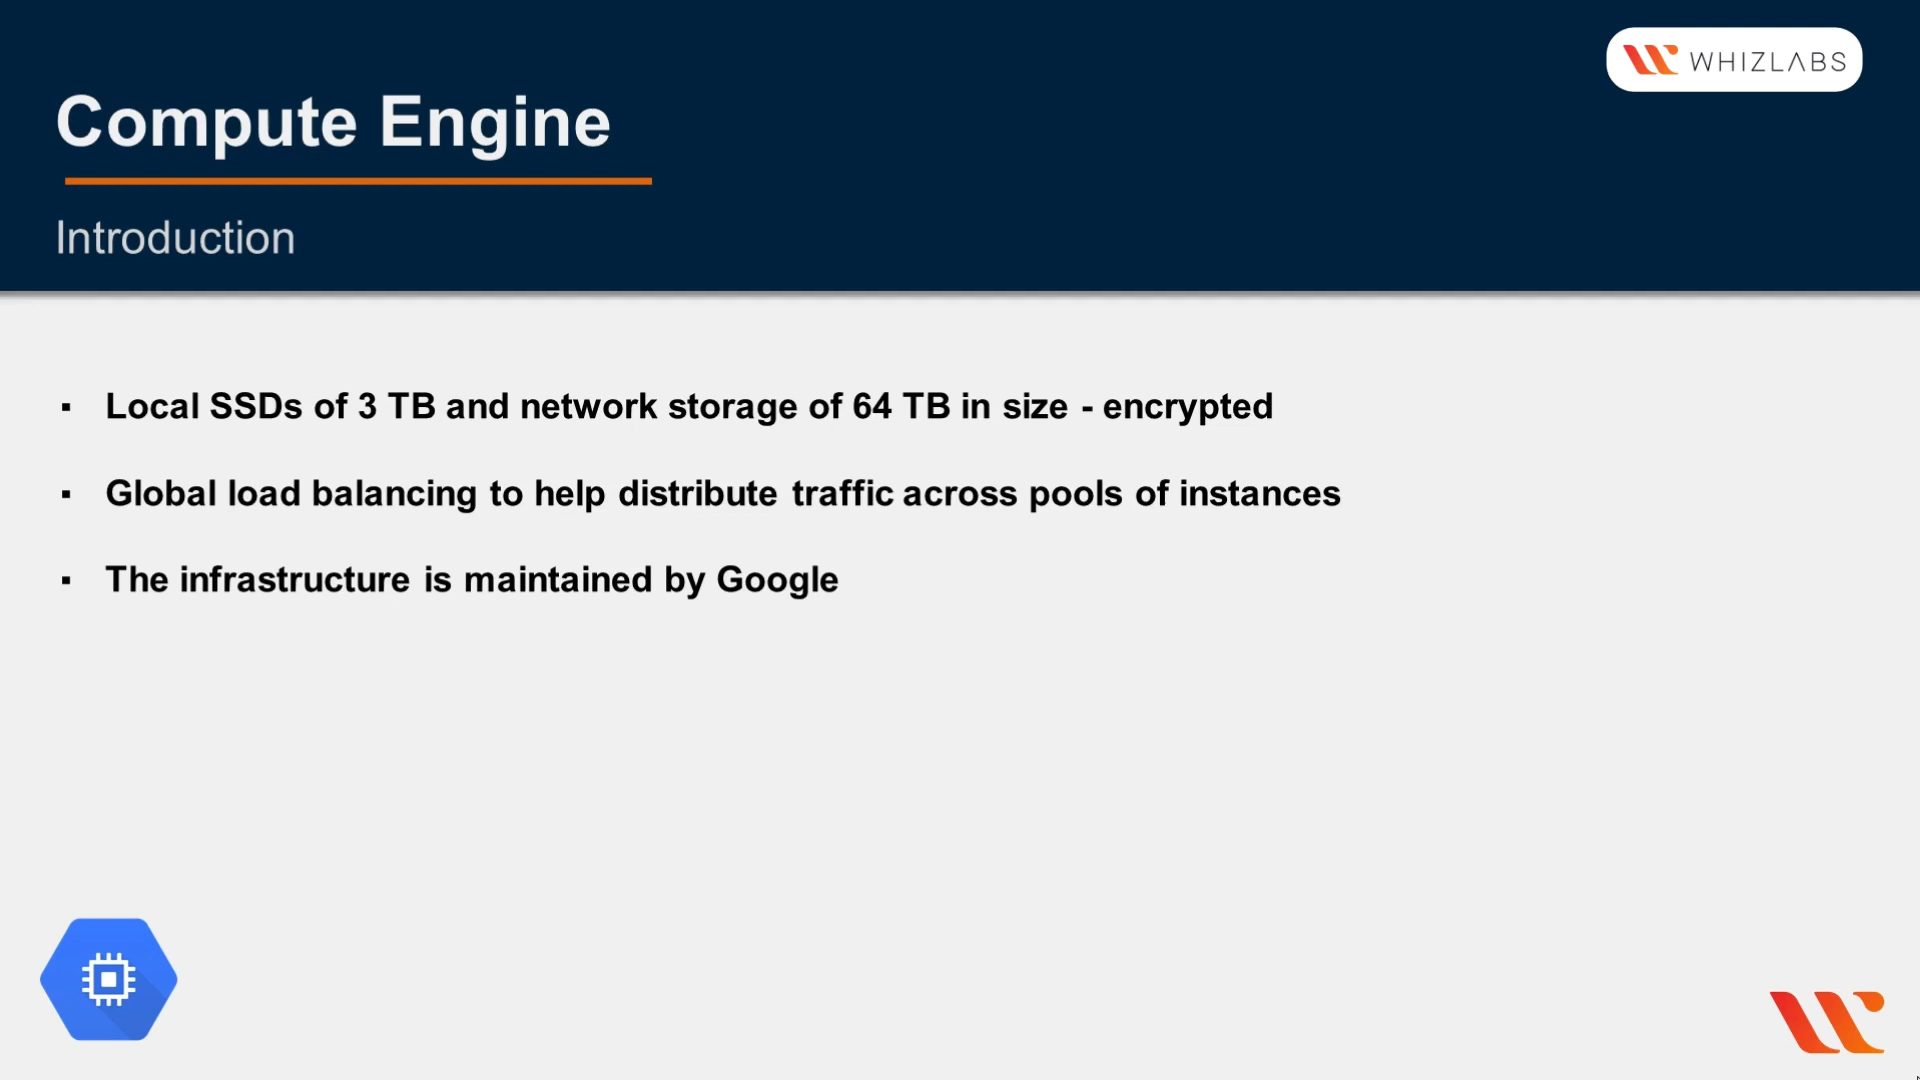 WHIZLABS
Compute Engine
Introduction
▪ Local SSDs of 3 TB and network storage of 64 TB in size - encrypted
▪ Global load balancing to help distribute traffic across pools of instances
▪ The infrastructure is maintained by Google